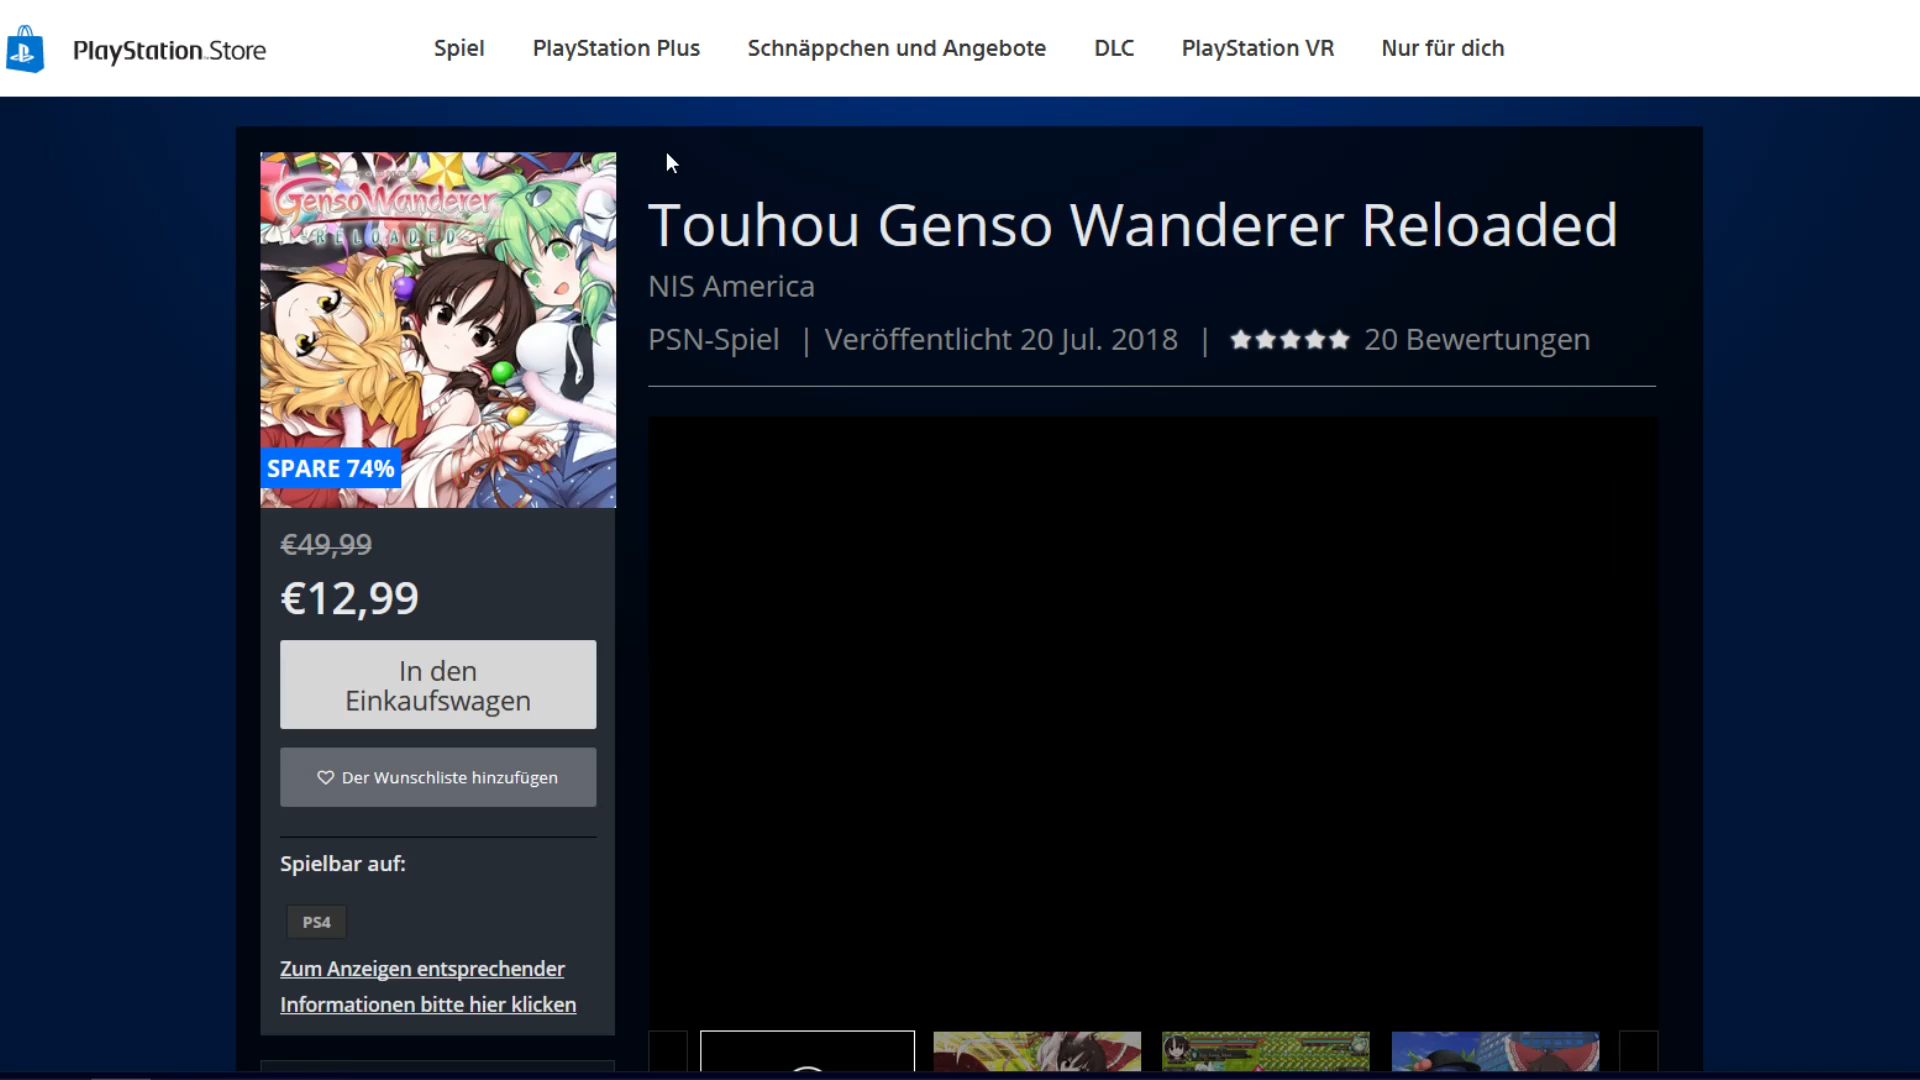 PlayStation.Store
Spiel
PlayStation Plus
Schnäppchen und Angebote
DLC
PlayStation VR
Nur für dich
Genso Wanderer
RELOADED
SPARE 74%
Touhou Genso Wanderer Reloaded
NIS America
PSN-Spiel | Veröffentlicht 20 Jul. 2018 | ★★★★★ 20 Bewertungen
€49,99
€12,99
In den
Einkaufswagen
Der Wunschliste hinzufügen
Spielbar auf:
PS4
Zum Anzeigen entsprechender
Informationen bitte hier klicken